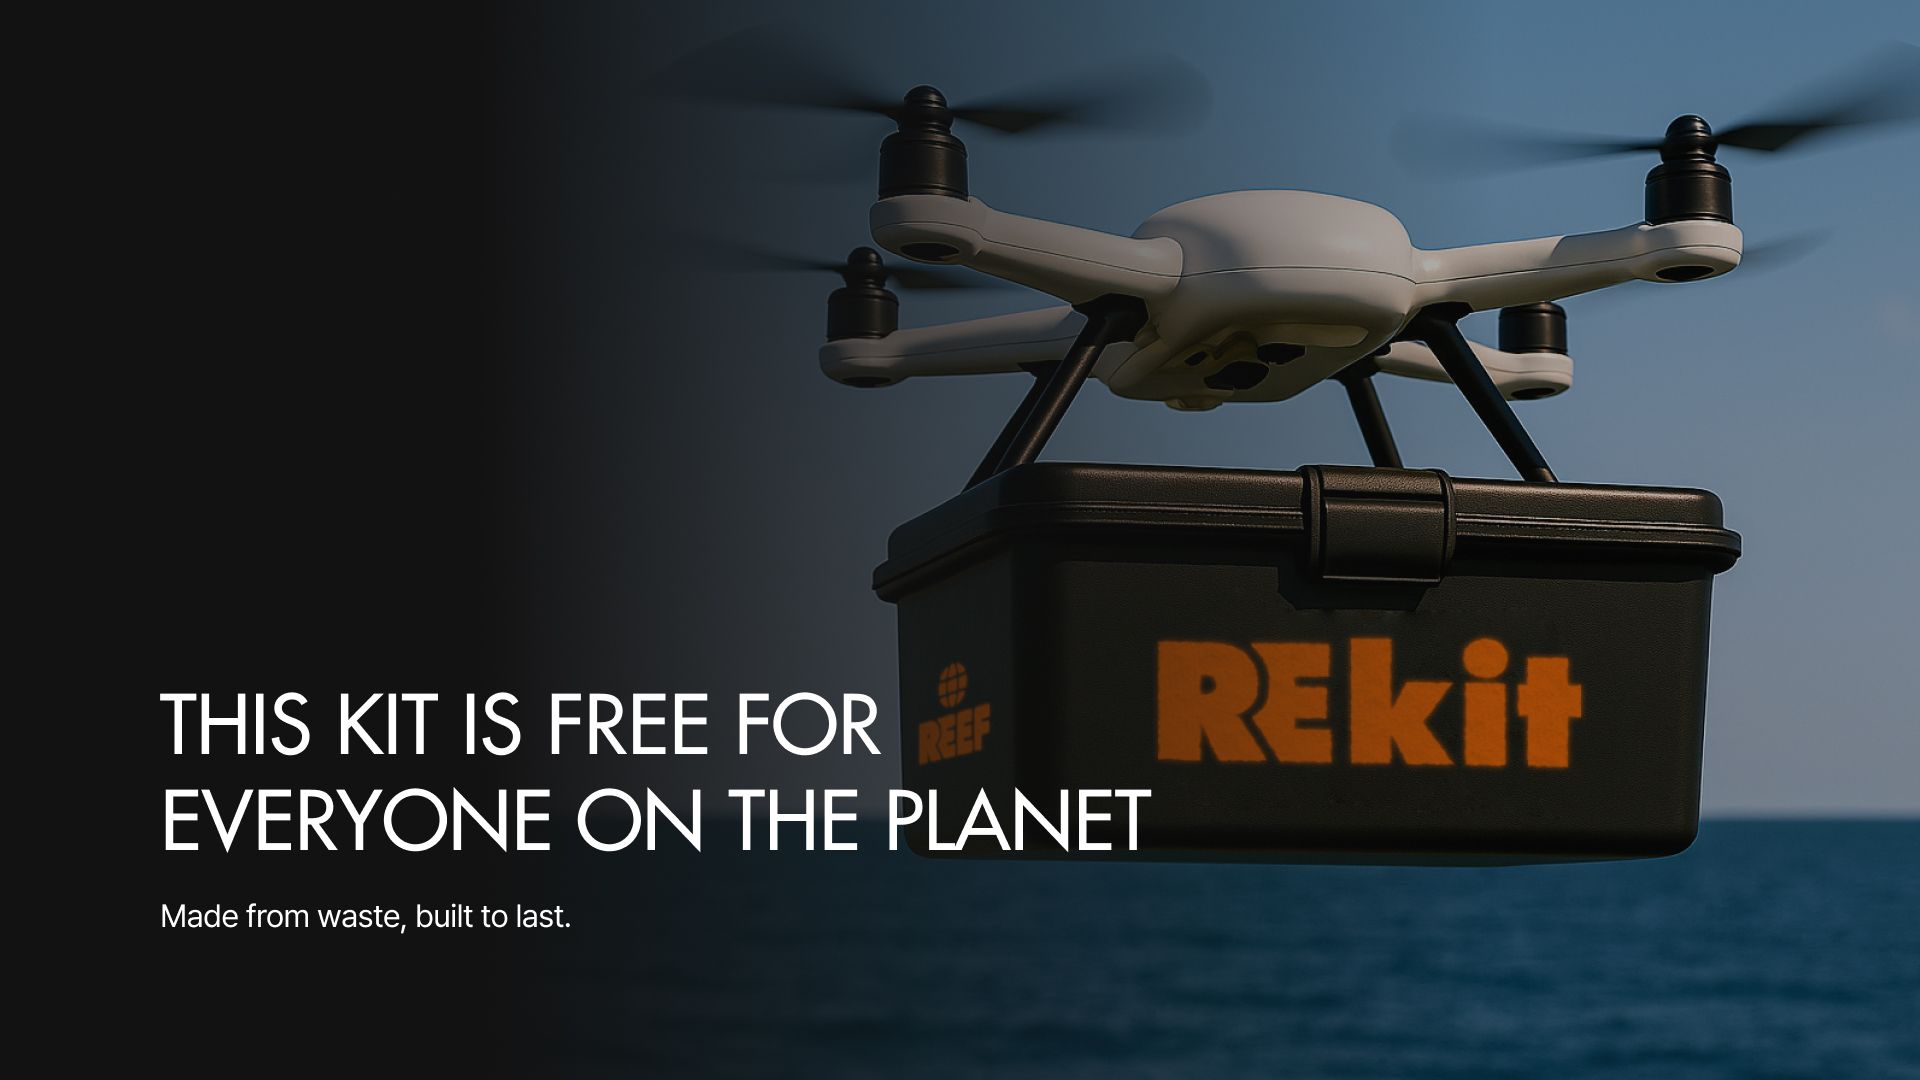 REkit
REEF
THIS KIT IS FREE FOR
EVERYONE ON THE PLANET
Made from waste, built to last.